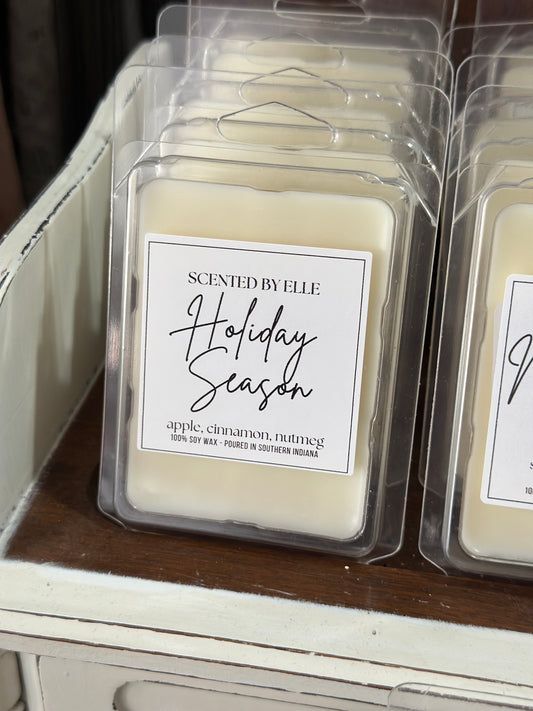 SCENTED BY ELLE
Holiday
Season
apple, cinnamon, nutmeg
100% SOY WAX - POURED IN SOUTHERN INDIANA